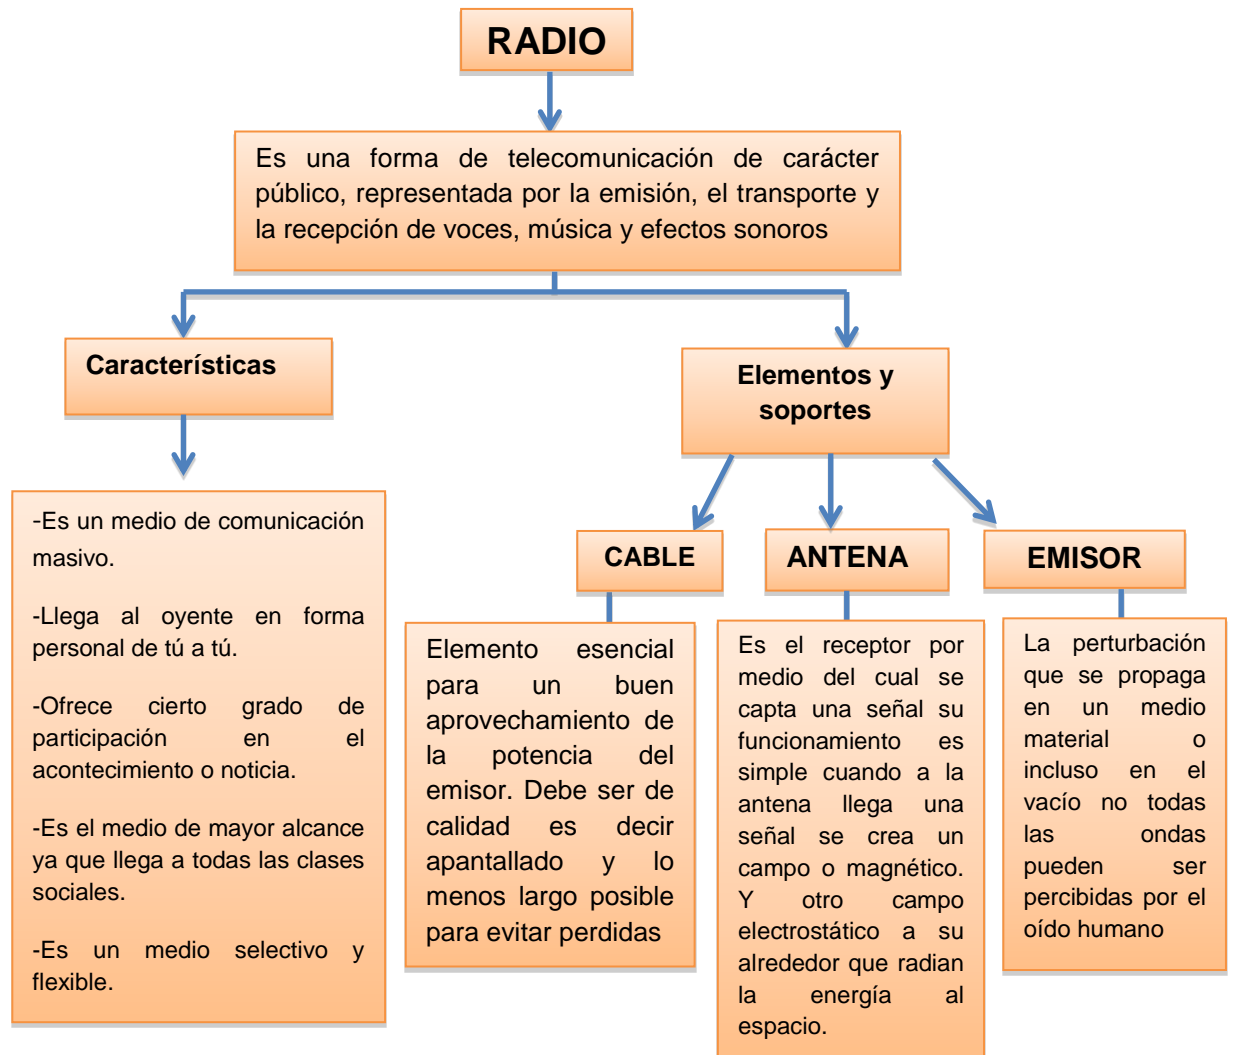 RADIO
Es una forma de telecomunicación de carácter
público, representada por la emisión, el transporte y
la recepción de voces, música y efectos sonoros
Característícas
-Es un medio de comunicación
masivo.
-Llega al oyente en forma
personal de tú a tú.
-Ofrece cierto grado de
participación en el
acontecimiento o noticia.
-Es el medio de mayor alcance
ya que llega a todas las clases
sociales.
-Es un medio selectivo y
flexible.
Elementos y
soportes
CABLE
Elemento esencial
para un buen
aprovechamiento de
la potencia del
emisor. Debe ser de
calidad es decir
apantallado y lo
menos largo posible
para evitar perdidas
ANTENA
Es el receptor por
medio del cual se
capta una señal su
funcionamiento es
simple cuando a la
antena llega una
señal se crea un
campo o magnético.
Y otro campo
electrostático a su
alrededor que radian
la energía al
espacio.
EMISOR
La perturbación
que se propaga
en un medio
material o
incluso en el
vacío no todas
las ondas
pueden ser
percibidas por el
oído humano